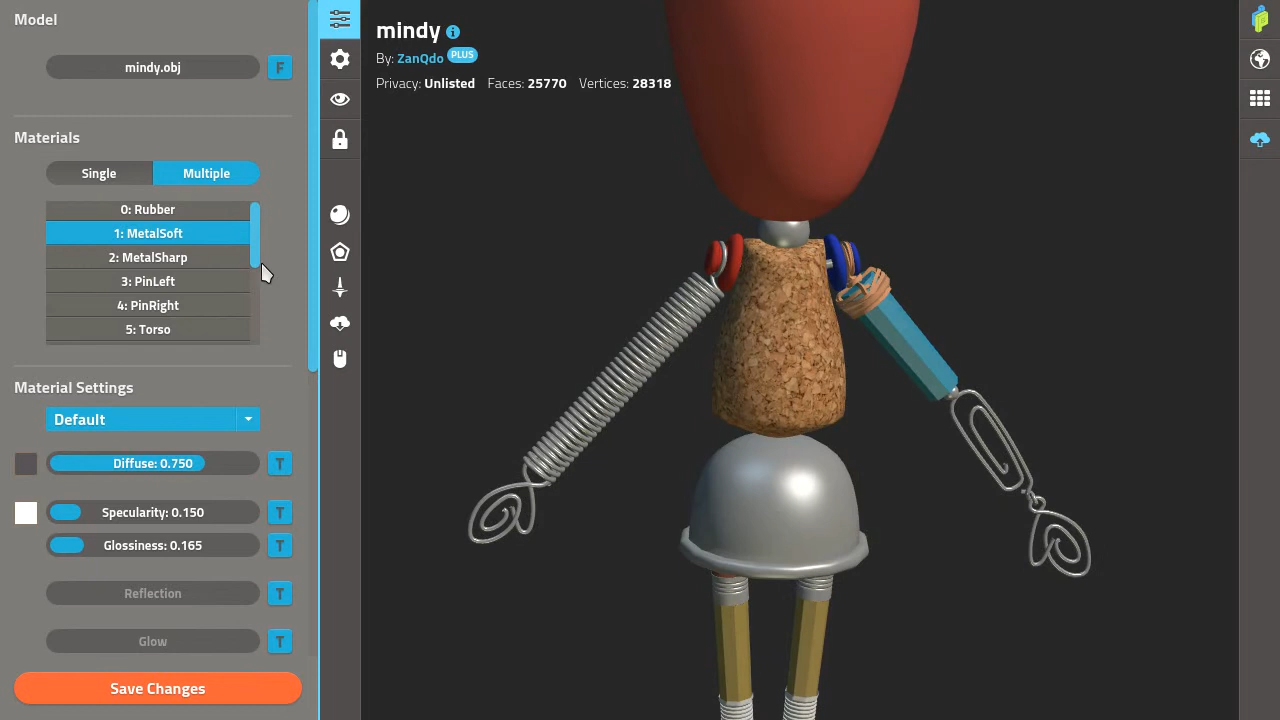 Model
mindy.obj
F
Materials
Single
Multiple
0: Rubber
1: MetalSoft
2: MetalSharp
3: PinLeft
4: PinRight
5: Torso
Material Settings
Default
Diffuse: 0.750
T
Specularity: 0.150
T
Glossiness: 0.165
T
Reflection
T
Glow
T
Save Changes
mindy
By: ZanQdo PLUS
Privacy: Unlisted Faces: 25770 Vertices: 28318